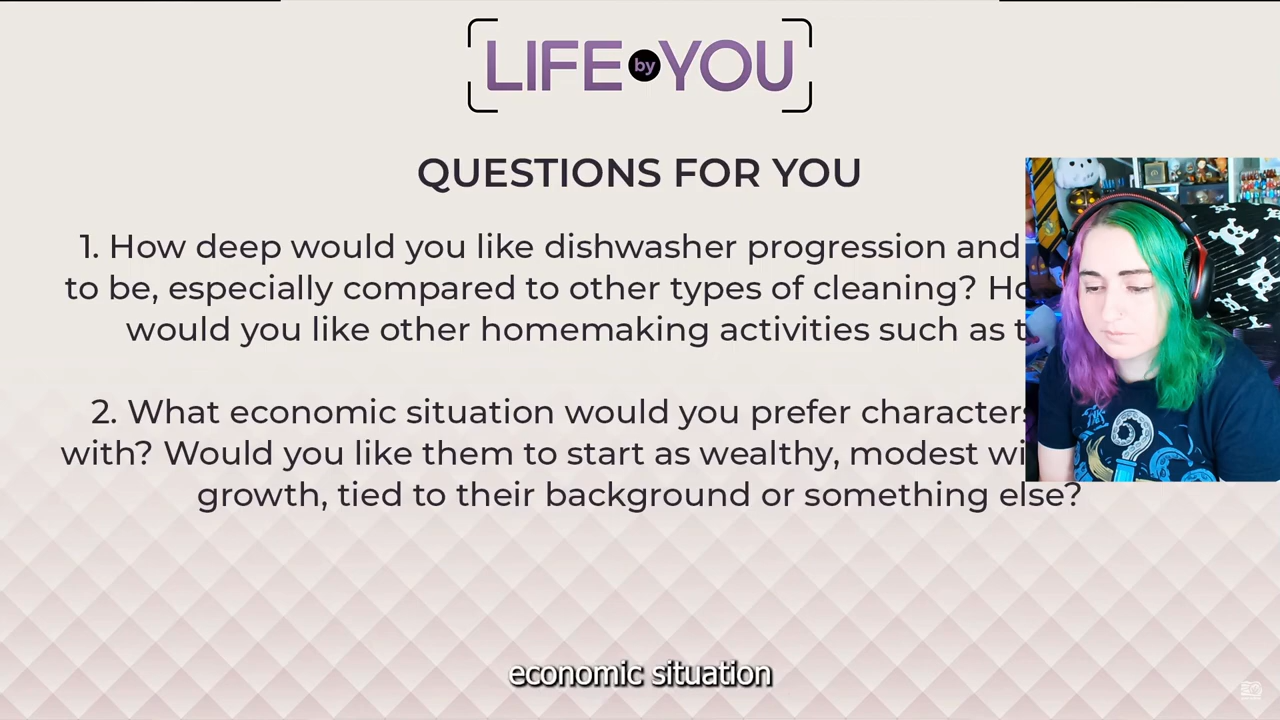 LIFE by YOU
QUESTIONS FOR YOU
1. How deep would you like dishwasher progression and
to be, especially compared to other types of cleaning?
would you like other homemaking activities such as
2. What economic situation would you prefer characters
with? Would you like them to start as wealthy, modest
growth, tied to their background or something else?
economic situation